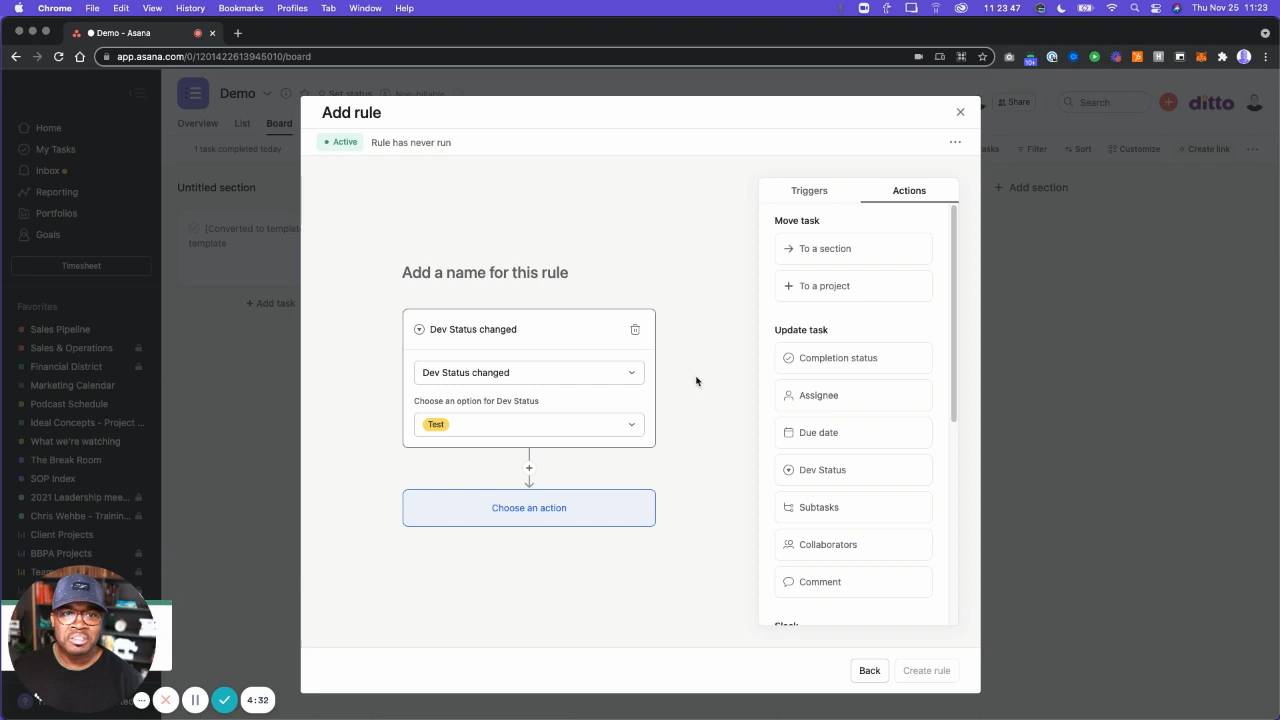 Chrome File Edit View History Bookmarks Profiles Tab Window Help
11 23 47
Thu Nov 25 11:23
Demo - Asana
app.asana.com/0/1201422613945010/board
10+
Demo
Set status
Non-billable
Share
Search
ditto
Overview List Board
1 task completed today
Filter
Sort
Customize
Create link
Home
My Tasks
Inbox
Reporting
Portfolios
Goals
Timesheet
Favorites
Sales Pipeline
Sales & Operations
Financial District
Marketing Calendar
Podcast Schedule
Ideal Concepts - Project ...
What we're watching
The Break Room
SOP Index
2021 Leadership mee...
Chris Wehbe - Trainin...
Client Projects
BBPA Projects
Untitled section
[Converted to templat
template
+ Add task
+ Add section
Add rule
Active
Rule has never run
Add a name for this rule
Dev Status changed
Dev Status changed
Choose an option for Dev Status
Test
Choose an action
Triggers
Actions
Move task
To a section
To a project
Update task
Completion status
Assignee
Due date
Dev Status
Subtasks
Collaborators
Comment
Back
Create rule
4:32